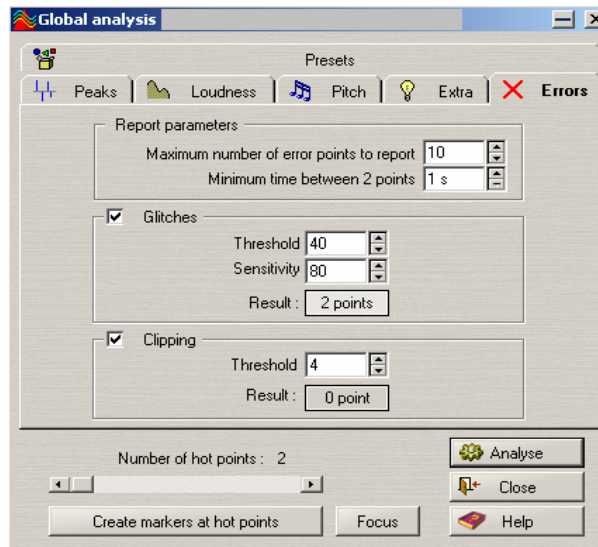 Global analysis
Presets
Peaks Loudness Pitch Extra Errors
Report parameters
Maximum number of error points to report 10
Minimum time between 2 points 1 s
Glitches
Threshold 40
Sensitivity 80
Result : 2 points
Clipping
Threshold 4
Result : 0 point
Number of hot points : 2
Analyse
Close
Create markers at hot points Focus Help